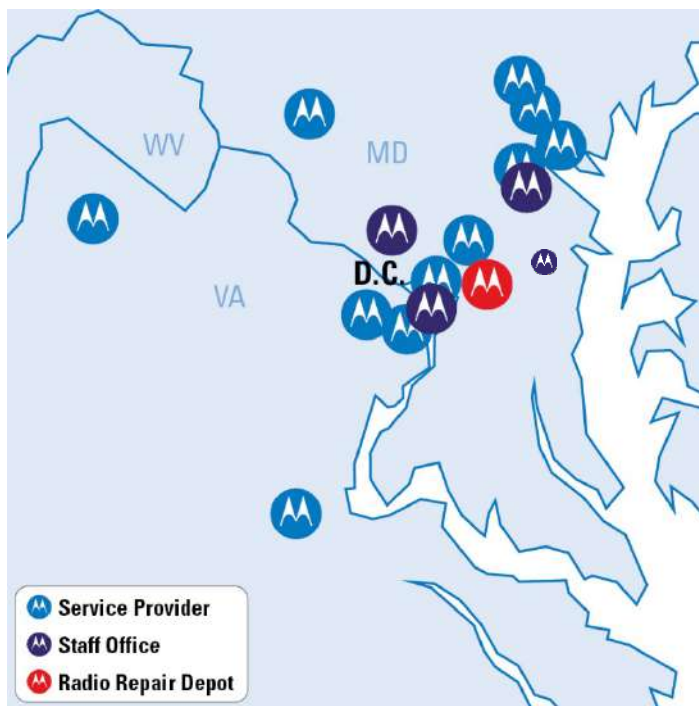 WV
MD
D.C.
VA
Service Provider
Staff Office
Radio Repair Depot